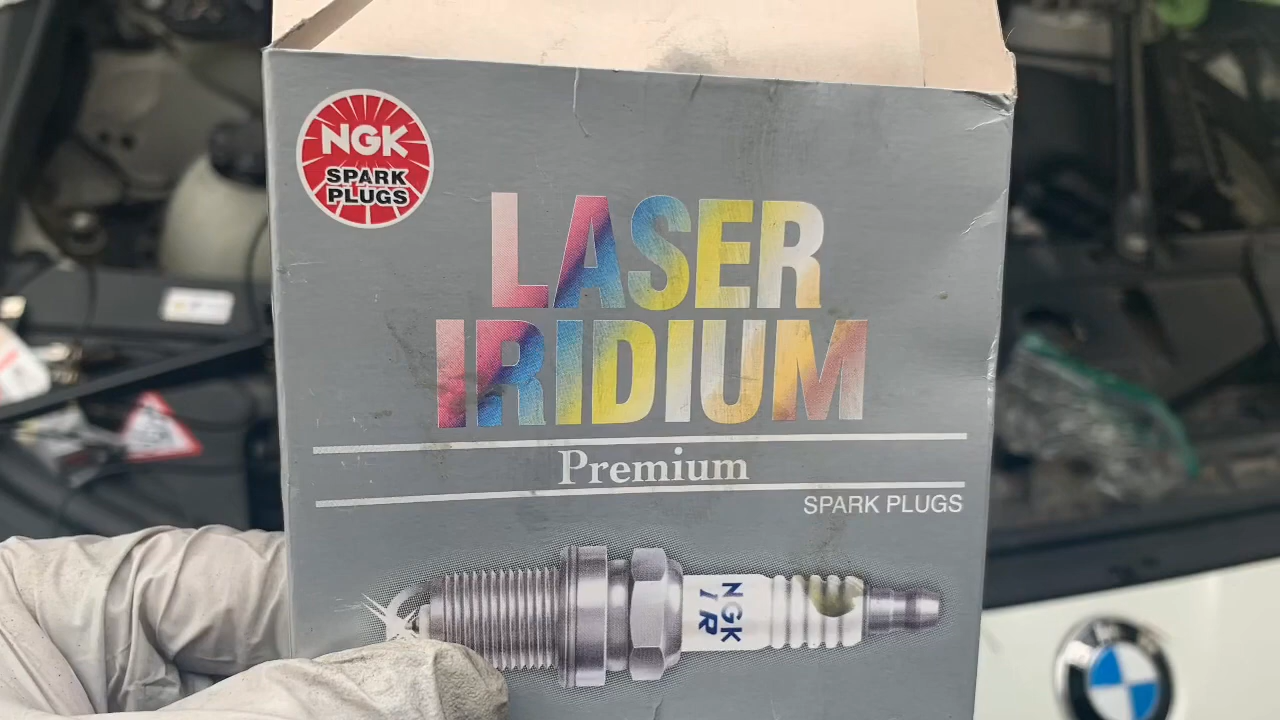 NGK
SPARK
PLUGS
LASER
IRIDIUM
Premium
SPARK PLUGS
NGK
IR